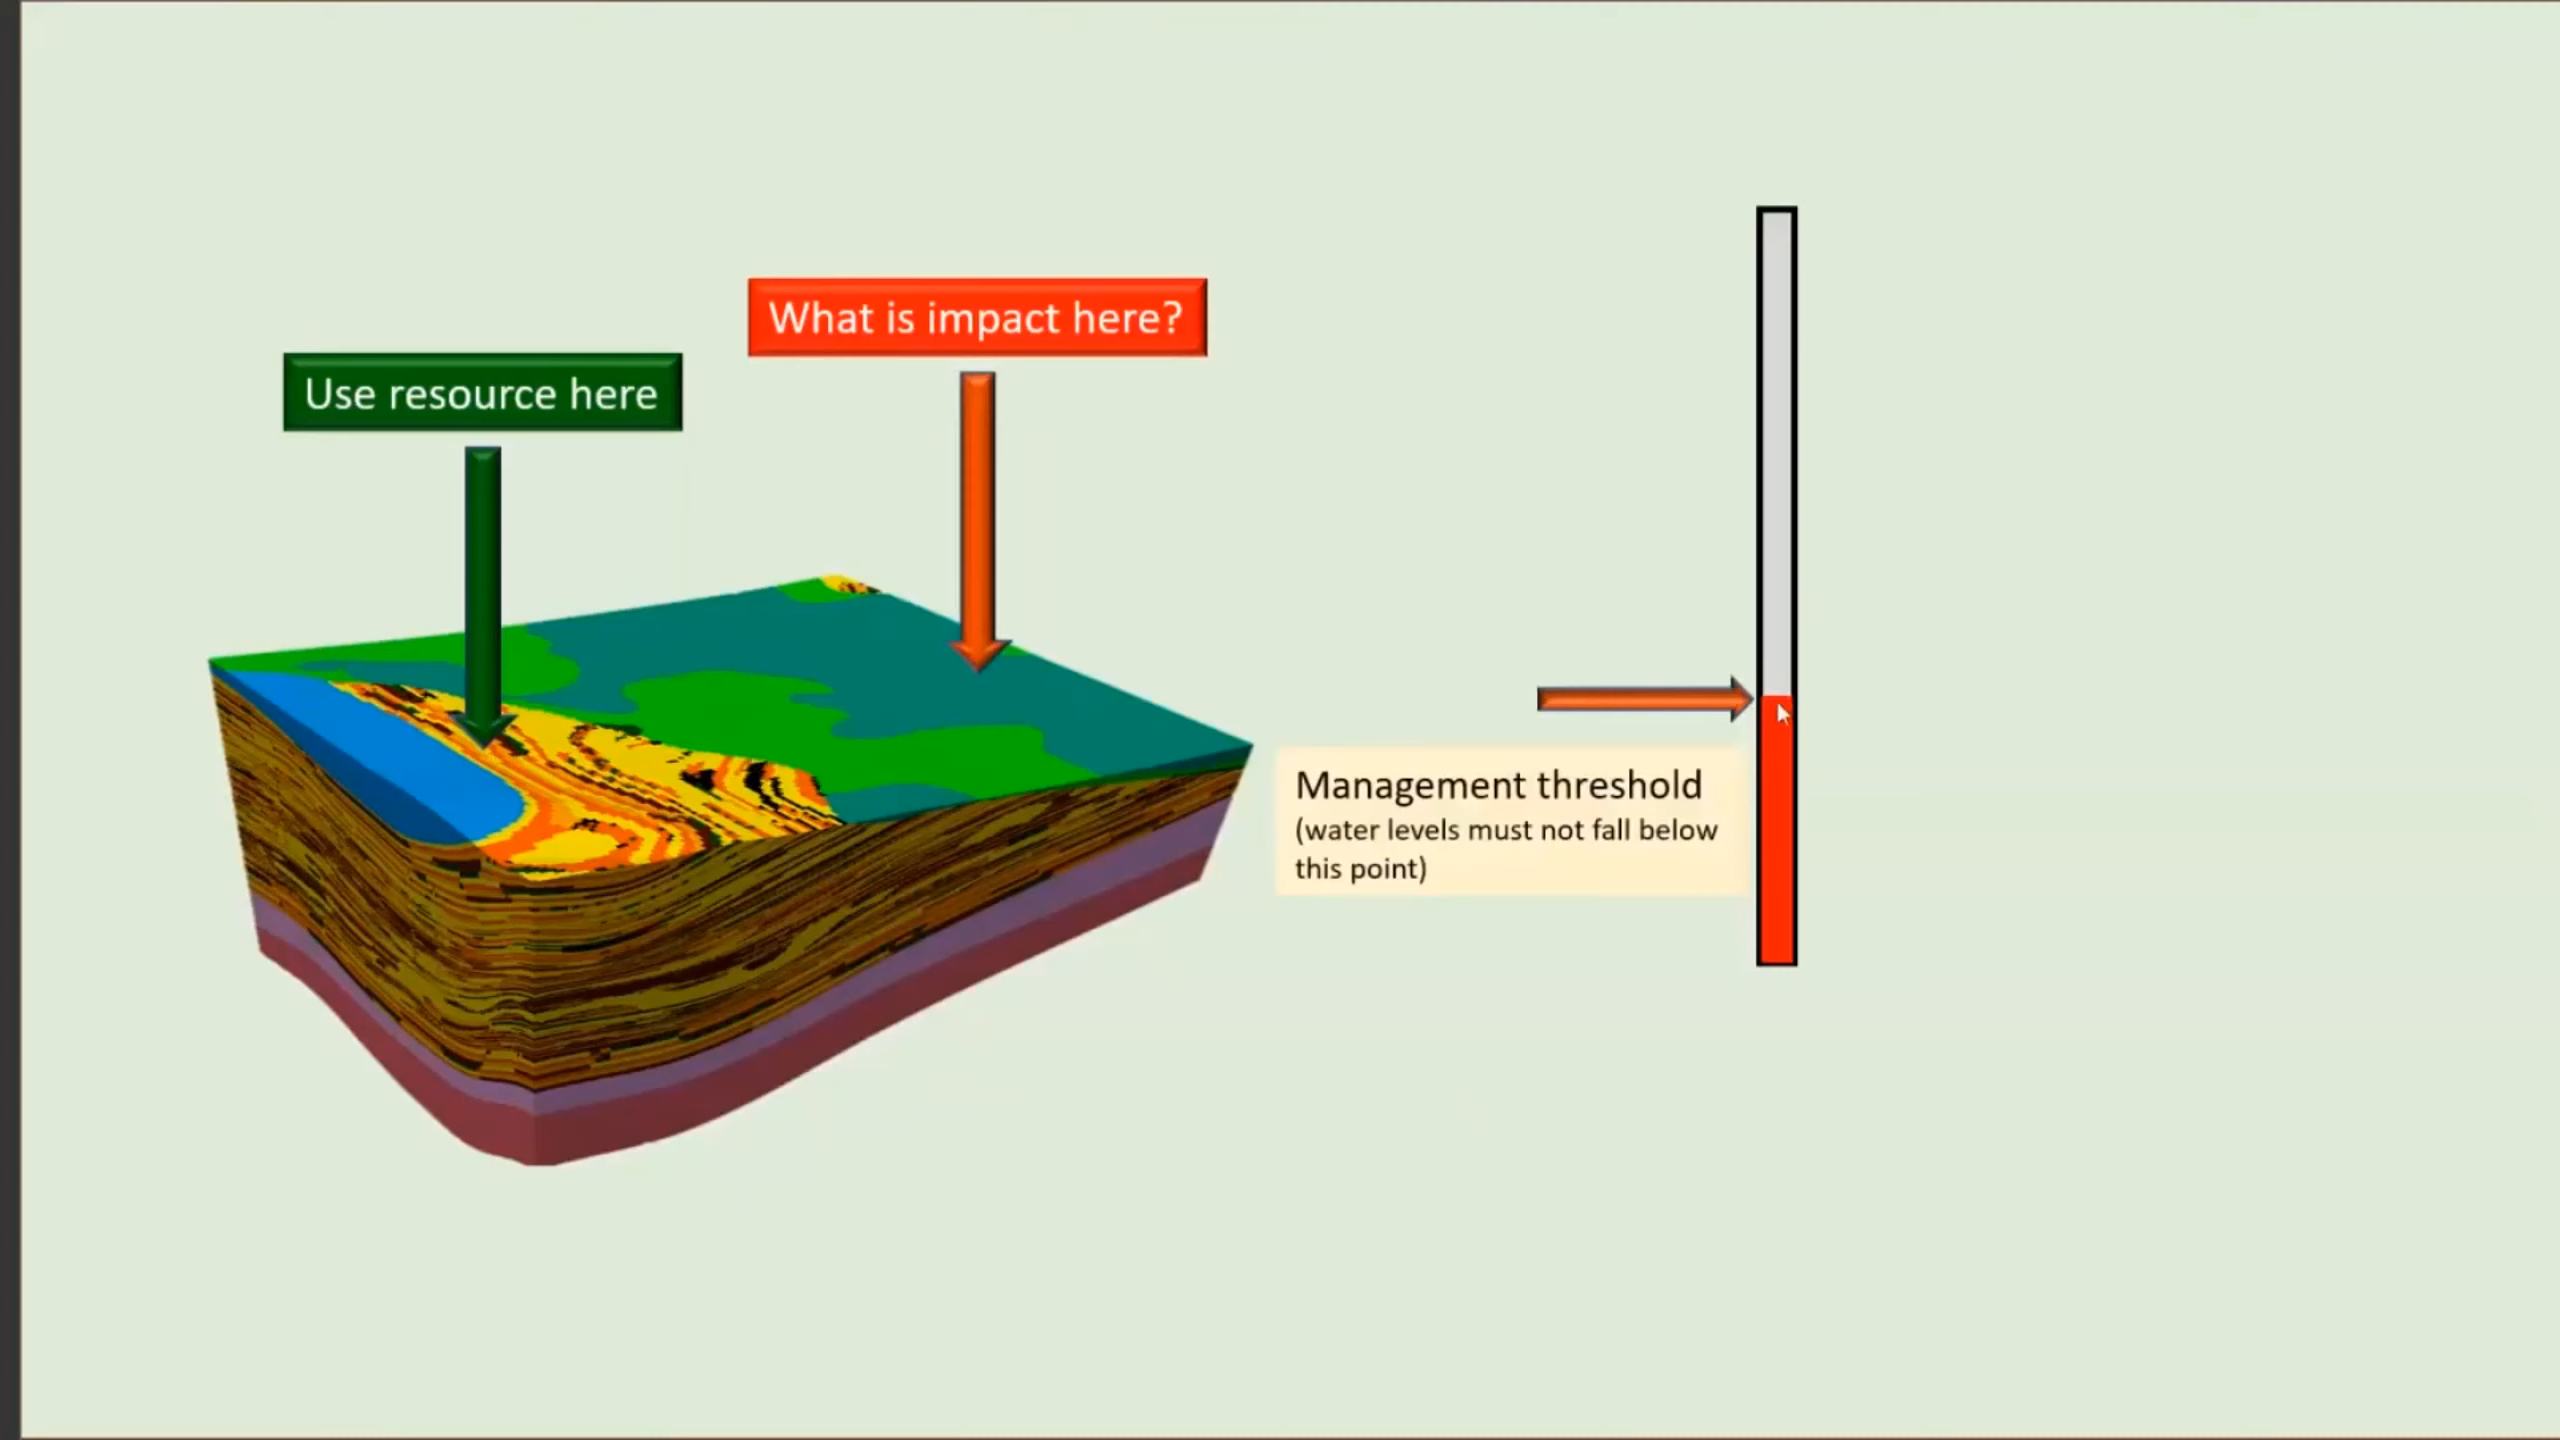 What is impact here?
Use resource here
Management threshold
(water levels must not fall below
this point)